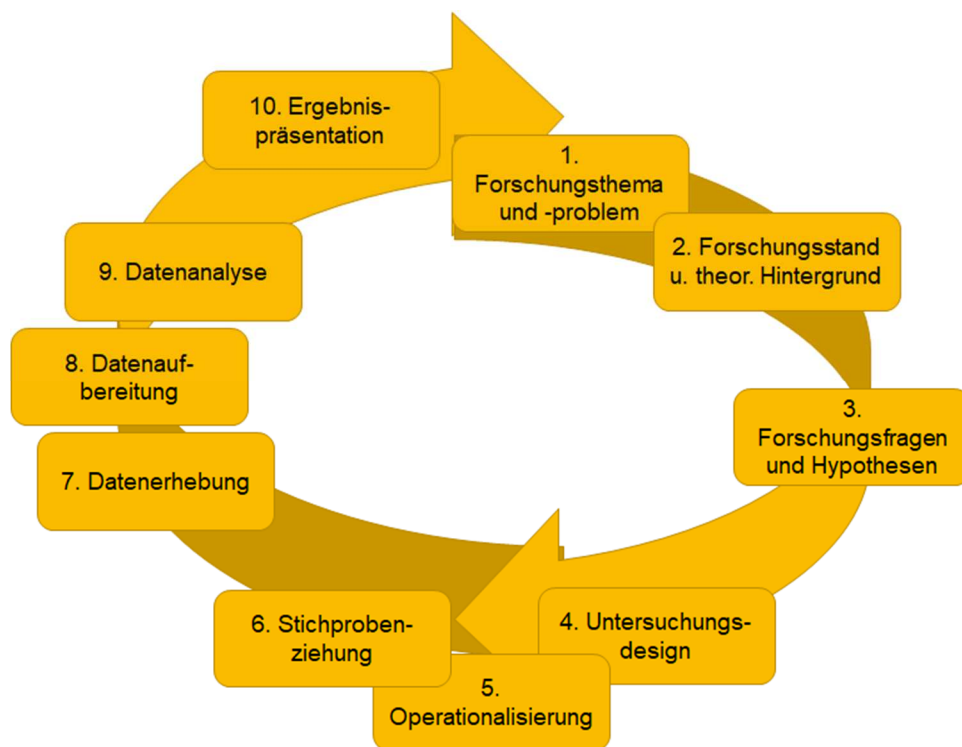 1.
Forschungsthema
und -problem
2. Forschungsstand
u. theor. Hintergrund
3.
Forschungsfragen
und Hypothesen
4. Untersuchungs-
design
5.
Operationalisierung
6. Stichproben-
ziehung
7. Datenerhebung
8. Datenauf-
bereitung
9. Datenanalyse
10. Ergebnis-
präsentation